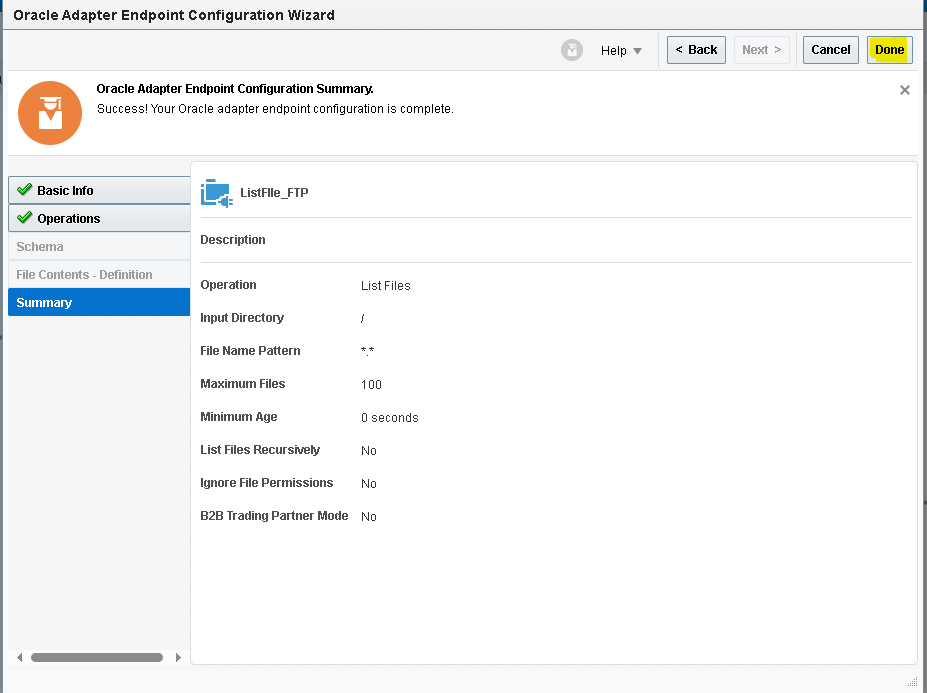 Oracle Adapter Endpoint Configuration Wizard
Help
< Back
Next >
Cancel
Done
Oracle Adapter Endpoint Configuration Summary.
Success! Your Oracle adapter endpoint configuration is complete.
Basic Info
Operations
Schema
File Contents - Definition
Summary
ListFIle_FTP
Description
Operation List Files
Input Directory /
File Name Pattern *.*
Maximum Files 100
Minimum Age 0 seconds
List Files Recursively No
Ignore File Permissions No
B2B Trading Partner Mode No